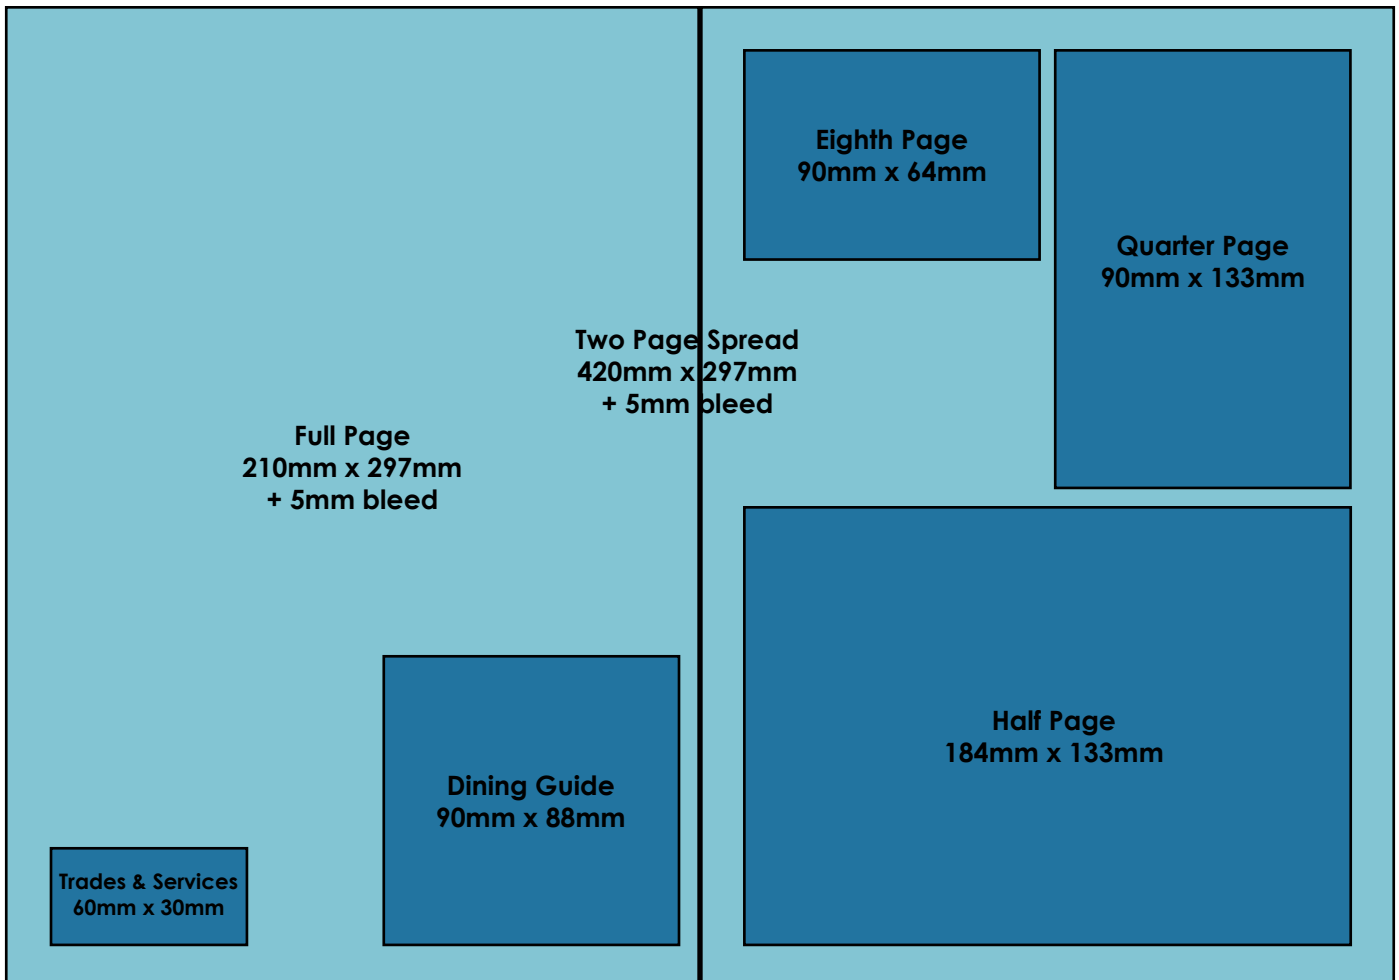 Eighth Page
90mm x 64mm
Quarter Page
90mm x 133mm
Two Page Spread
420mm x 297mm
+ 5mm bleed
Full Page
210mm x 297mm
+ 5mm bleed
Half Page
184mm x 133mm
Dining Guide
90mm x 88mm
Trades & Services
60mm x 30mm